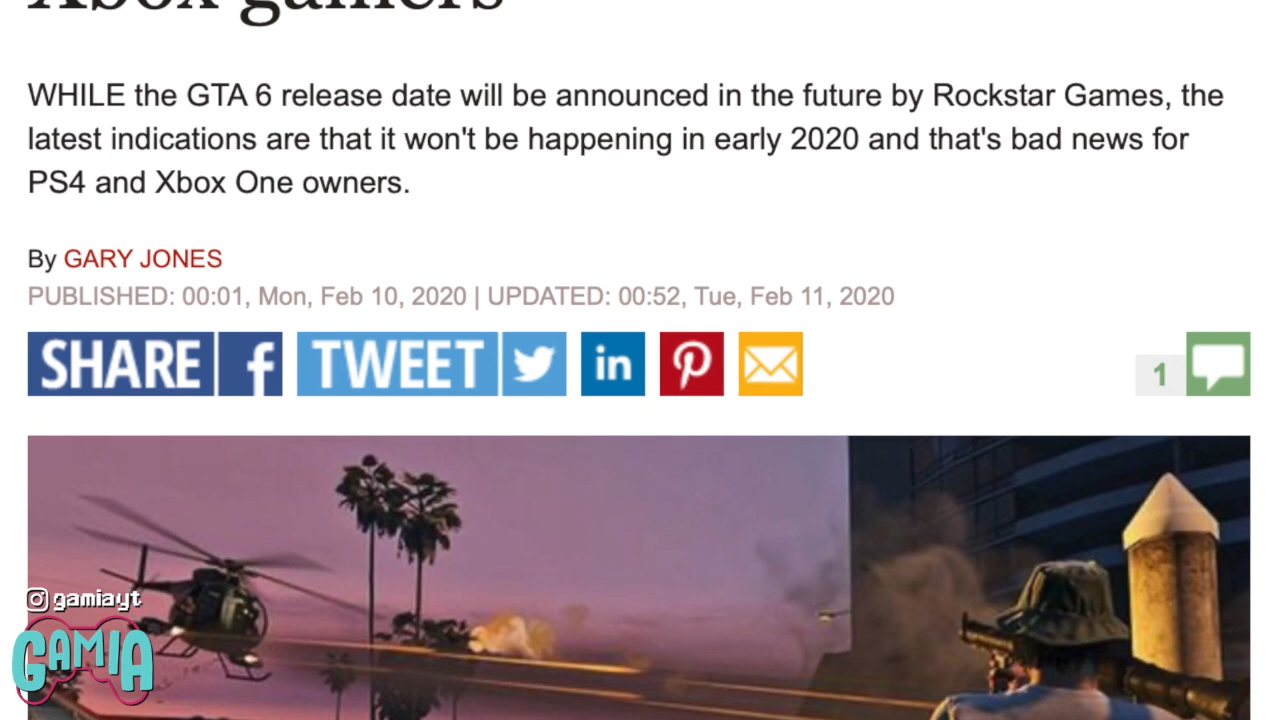 Xbox gamers
WHILE the GTA 6 release date will be announced in the future by Rockstar Games, the
latest indications are that it won't be happening in early 2020 and that's bad news for
PS4 and Xbox One owners.
By GARY JONES
PUBLISHED: 00:01, Mon, Feb 10, 2020 | UPDATED: 00:52, Tue, Feb 11, 2020
SHARE f TWEET in
1
gamiayt
GAMIA